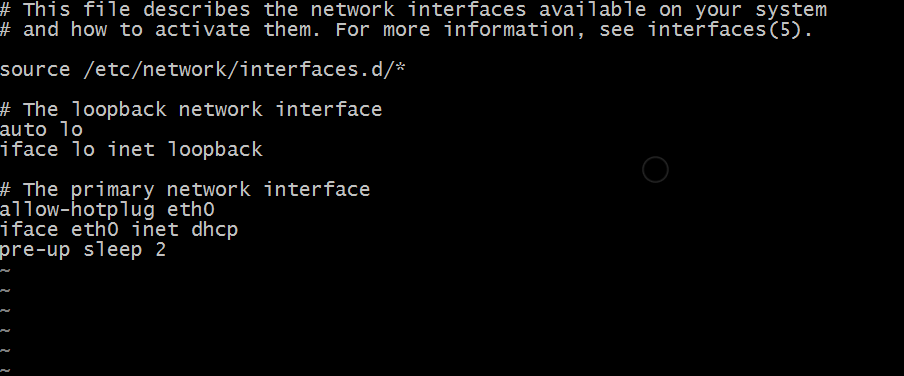 # This file describes the network interfaces available on your system
# and how to activate them. For more information, see interfaces(5).
source /etc/network/interfaces.d/*
# The loopback network interface
auto lo
iface lo inet loopback
# The primary network interface
allow-hotplug eth0
iface eth0 inet dhcp
pre-up sleep 2
~
~
~
~
~
~